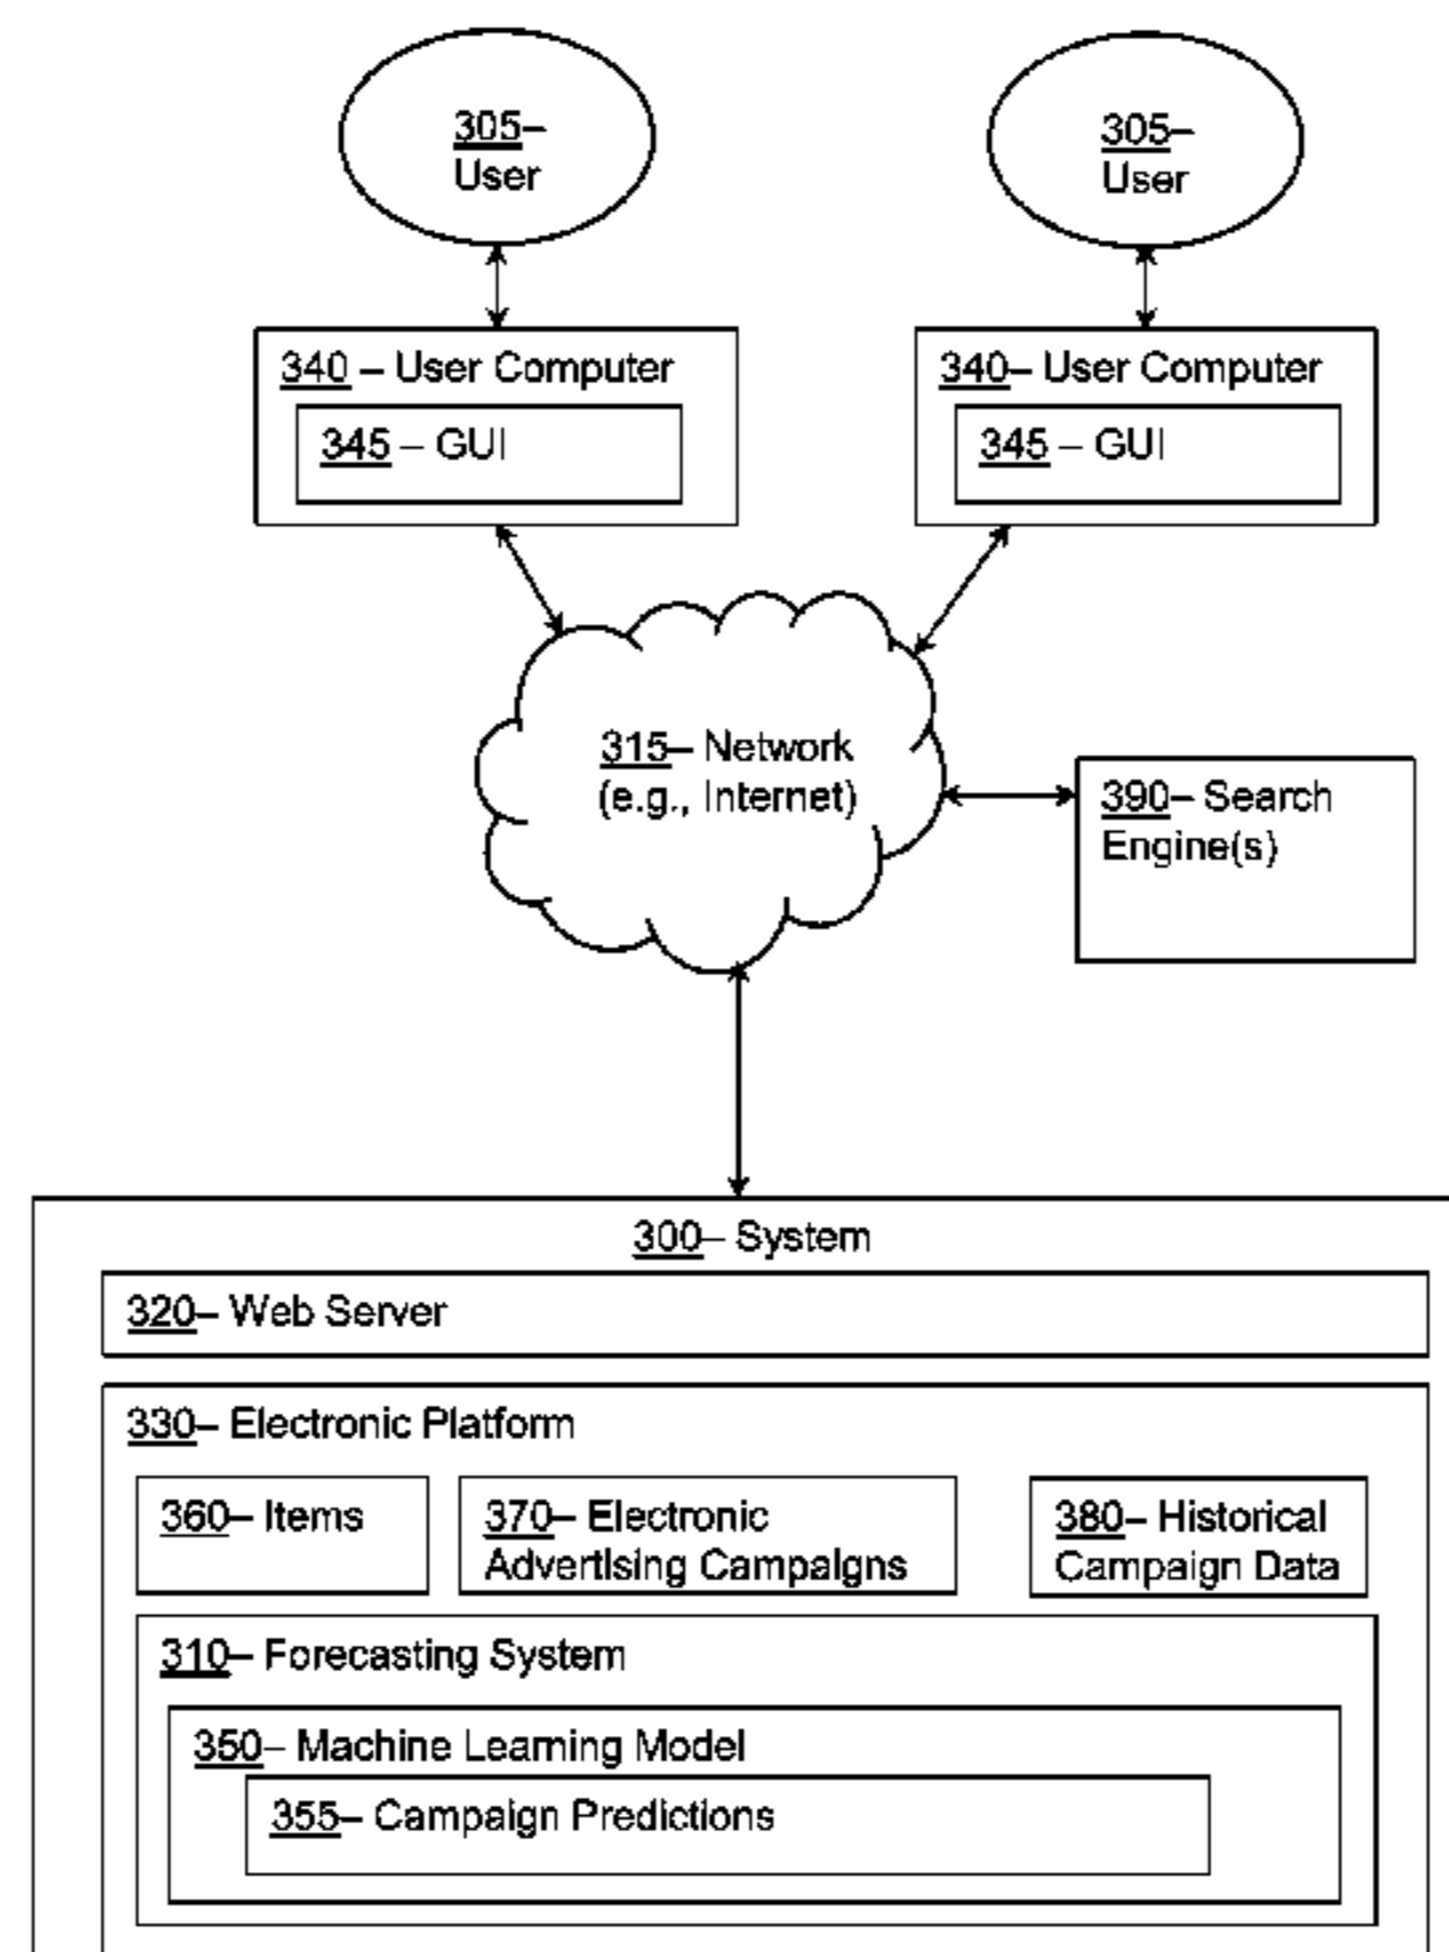 305–
User
305–
User
340 – User Computer
345 – GUI
340– User Computer
345 – GUI
315– Network
(e.g., Internet)
390– Search
Engine(s)
300– System
320– Web Server
330– Electronic Platform
360– Items
370– Electronic
Advertising Campaigns
380– Historical
Campaign Data
310– Forecasting System
350– Machine Learning Model
355– Campaign Predictions